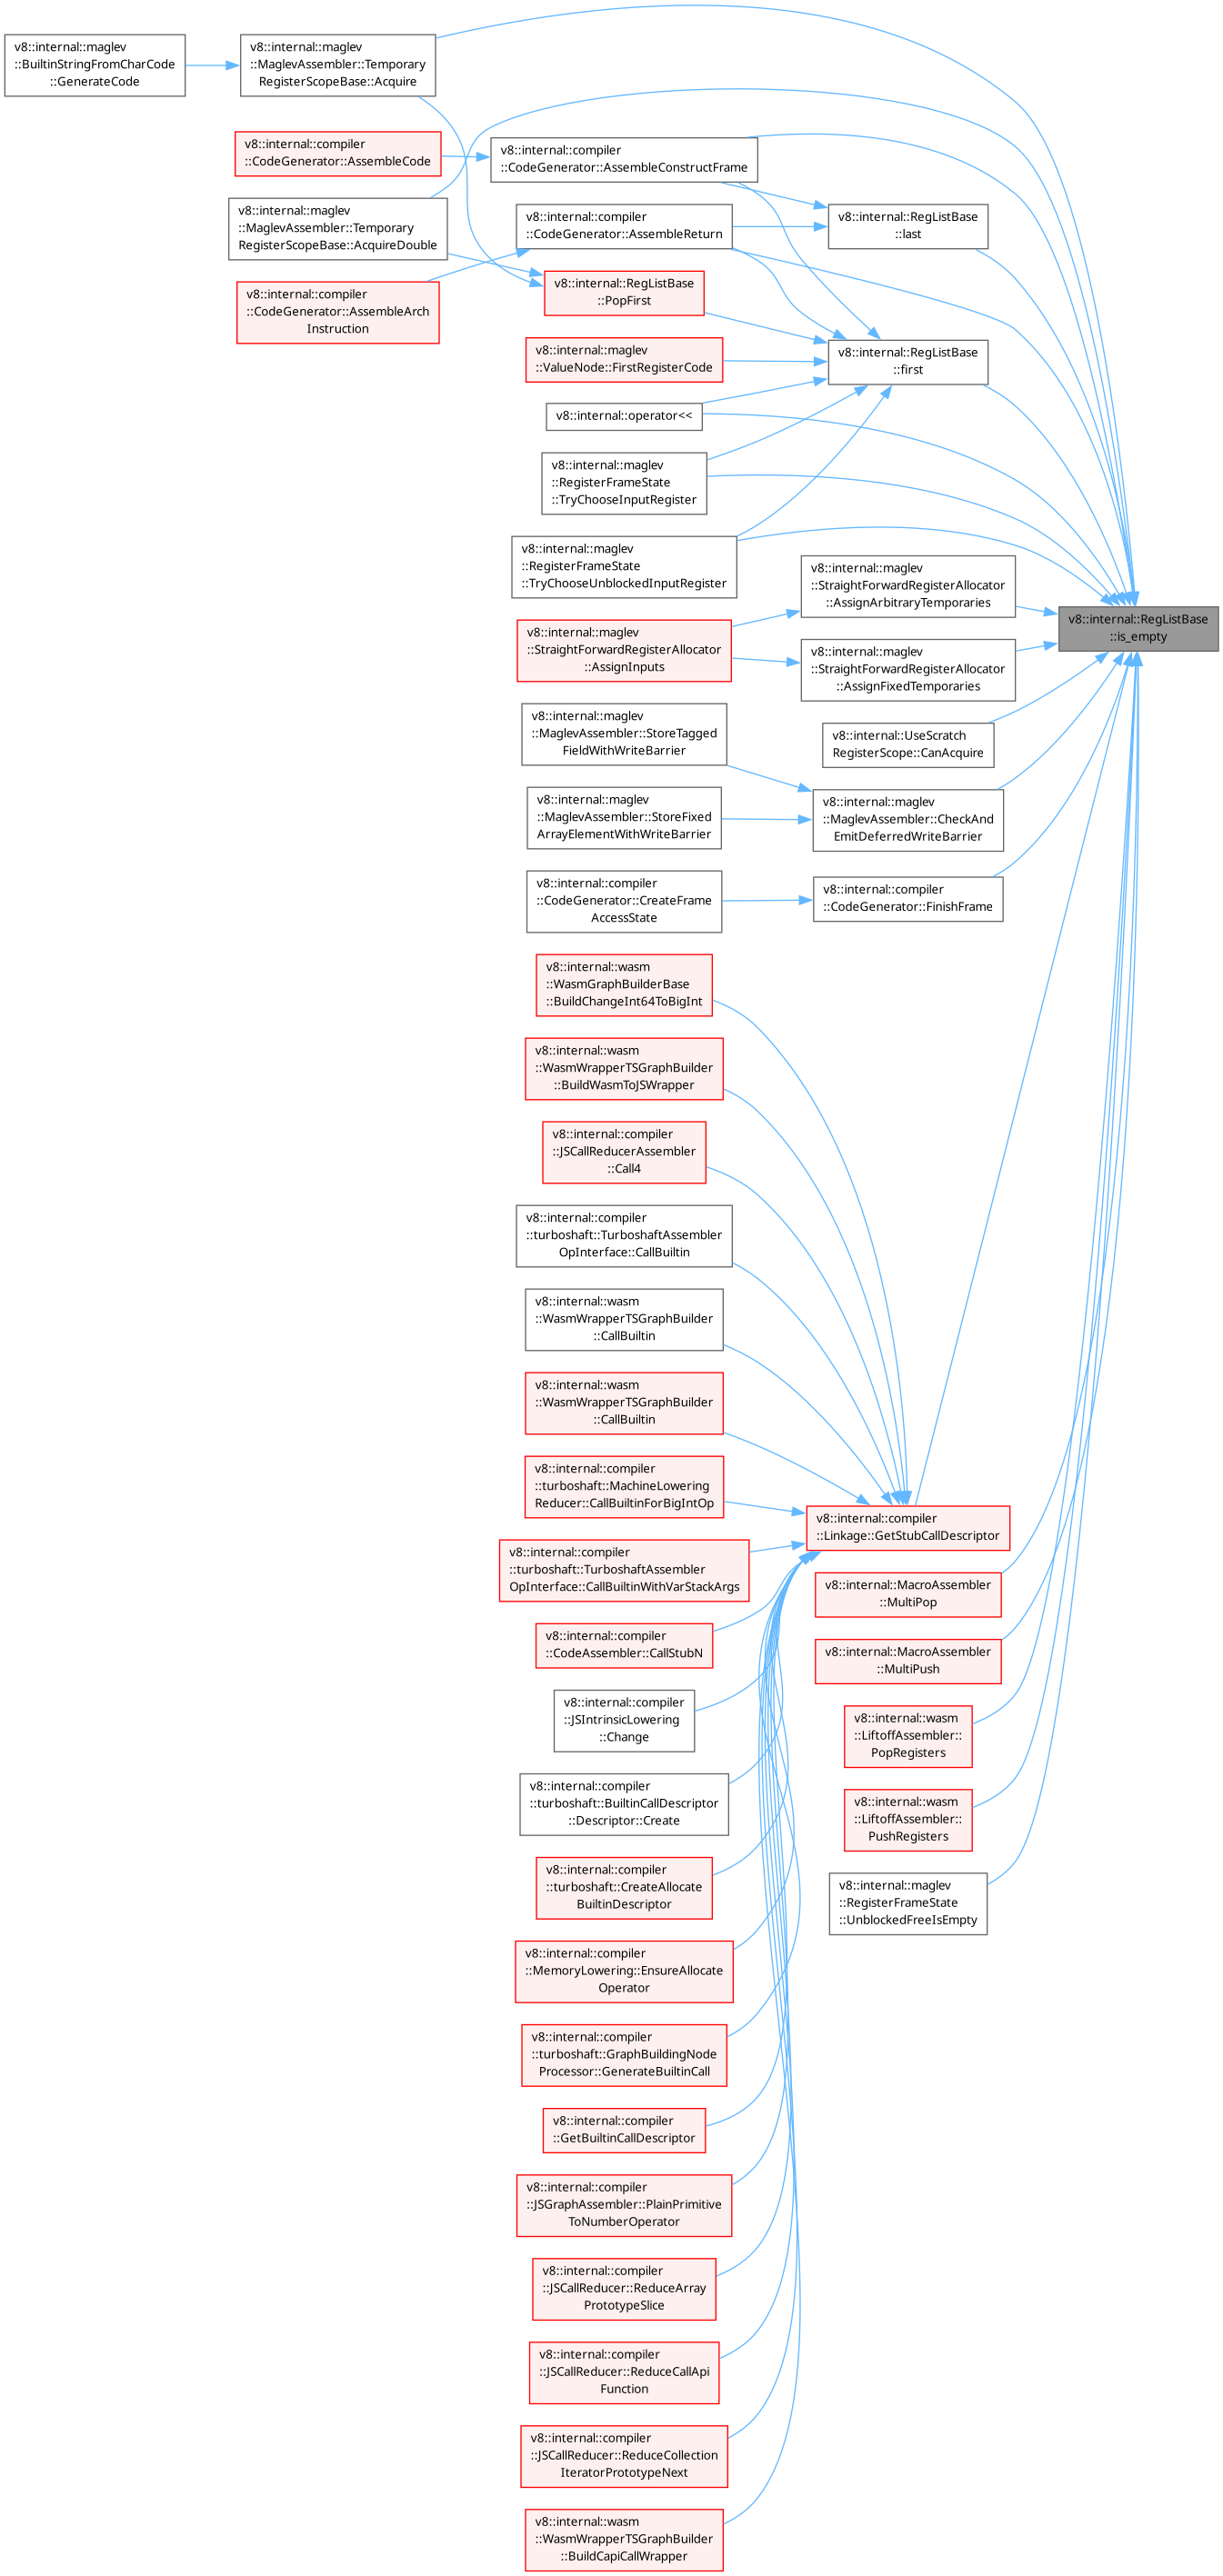 v8::internal::maglev
::BuiltinStringFromCharCode
::GenerateCode
v8::internal::maglev
::MaglevAssembler::Temporary
RegisterScopeBase::Acquire
v8::internal::compiler
::CodeGenerator::AssembleCode
v8::internal::compiler
::CodeGenerator::AssembleConstructFrame
v8::internal::maglev
::MaglevAssembler::Temporary
RegisterScopeBase::AcquireDouble
v8::internal::compiler
::CodeGenerator::AssembleReturn
v8::internal::RegListBase
::last
v8::internal::compiler
::CodeGenerator::AssembleArch
Instruction
v8::internal::RegListBase
::PopFirst
v8::internal::maglev
::ValueNode::FirstRegisterCode
v8::internal::RegListBase
::first
v8::internal::operator<<
v8::internal::maglev
::RegisterFrameState
::TryChooseInputRegister
v8::internal::maglev
::RegisterFrameState
::TryChooseUnblockedInputRegister
v8::internal::maglev
::StraightForwardRegisterAllocator
::AssignArbitraryTemporaries
v8::internal::RegListBase
::is_empty
v8::internal::maglev
::StraightForwardRegisterAllocator
::AssignInputs
v8::internal::maglev
::StraightForwardRegisterAllocator
::AssignFixedTemporaries
v8::internal::maglev
::MaglevAssembler::StoreTagged
FieldWithWriteBarrier
v8::internal::UseScratch
RegisterScope::CanAcquire
v8::internal::maglev
::MaglevAssembler::StoreFixed
ArrayElementWithWriteBarrier
v8::internal::maglev
::MaglevAssembler::CheckAnd
EmitDeferredWriteBarrier
v8::internal::compiler
::CodeGenerator::CreateFrame
AccessState
v8::internal::compiler
::CodeGenerator::FinishFrame
v8::internal::wasm
::WasmGraphBuilderBase
::BuildChangeInt64ToBigInt
v8::internal::wasm
::WasmWrapperTSGraphBuilder
::BuildWasmToJSWrapper
v8::internal::compiler
::JSCallReducerAssembler
::Call4
v8::internal::compiler
::turboshaft::TurboshaftAssembler
OpInterface::CallBuiltin
v8::internal::wasm
::WasmWrapperTSGraphBuilder
::CallBuiltin
v8::internal::wasm
::WasmWrapperTSGraphBuilder
::CallBuiltin
v8::internal::compiler
::turboshaft::MachineLowering
Reducer::CallBuiltinForBigIntOp
v8::internal::compiler
::Linkage::GetStubCallDescriptor
v8::internal::compiler
::turboshaft::TurboshaftAssembler
OpInterface::CallBuiltinWithVarStackArgs
v8::internal::MacroAssembler
::MultiPop
v8::internal::compiler
::CodeAssembler::CallStubN
v8::internal::MacroAssembler
::MultiPush
v8::internal::compiler
::JSIntrinsicLowering
::Change
v8::internal::wasm
::LiftoffAssembler::
PopRegisters
v8::internal::compiler
::turboshaft::BuiltinCallDescriptor
::Descriptor::Create
v8::internal::wasm
::LiftoffAssembler::
PushRegisters
v8::internal::compiler
::turboshaft::CreateAllocate
BuiltinDescriptor
v8::internal::maglev
::RegisterFrameState
::UnblockedFreeIsEmpty
v8::internal::compiler
::MemoryLowering::EnsureAllocate
Operator
v8::internal::compiler
::turboshaft::GraphBuildingNode
Processor::GenerateBuiltinCall
v8::internal::compiler
::GetBuiltinCallDescriptor
v8::internal::compiler
::JSGraphAssembler::PlainPrimitive
ToNumberOperator
v8::internal::compiler
::JSCallReducer::ReduceArray
PrototypeSlice
v8::internal::compiler
::JSCallReducer::ReduceCallApi
Function
v8::internal::compiler
::JSCallReducer::ReduceCollection
IteratorPrototypeNext
v8::internal::wasm
::WasmWrapperTSGraphBuilder
::BuildCapiCallWrapper